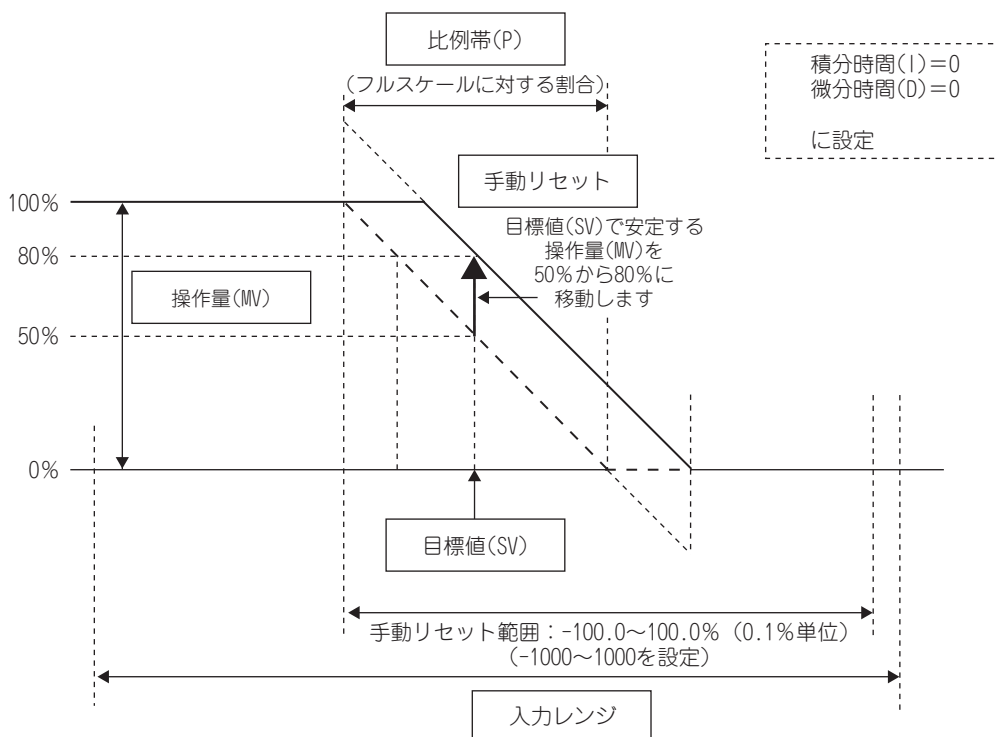 比例帯(P)
(フルスケールに対する割合)
積分時間(I)=0
微分時間(D)=0
に設定
手動リセット
目標値(SV)で安定する
操作量(MV)を
50%から80%に
移動します
100%
80%
操作量(MV)
50%
0%
目標値(SV)
手動リセット範囲：-100.0～100.0% (0.1%単位)
(-1000～1000を設定)
入力レンジ